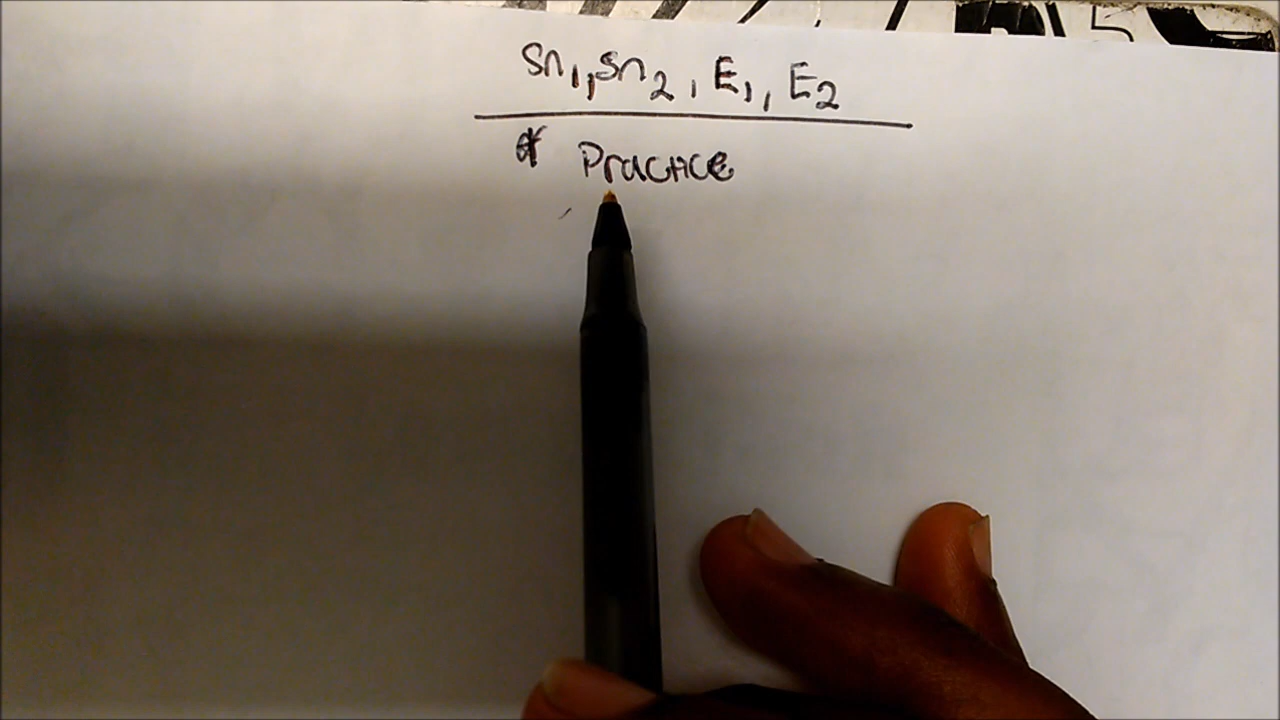 Sn1, Sn2, E1, E2
* Practice